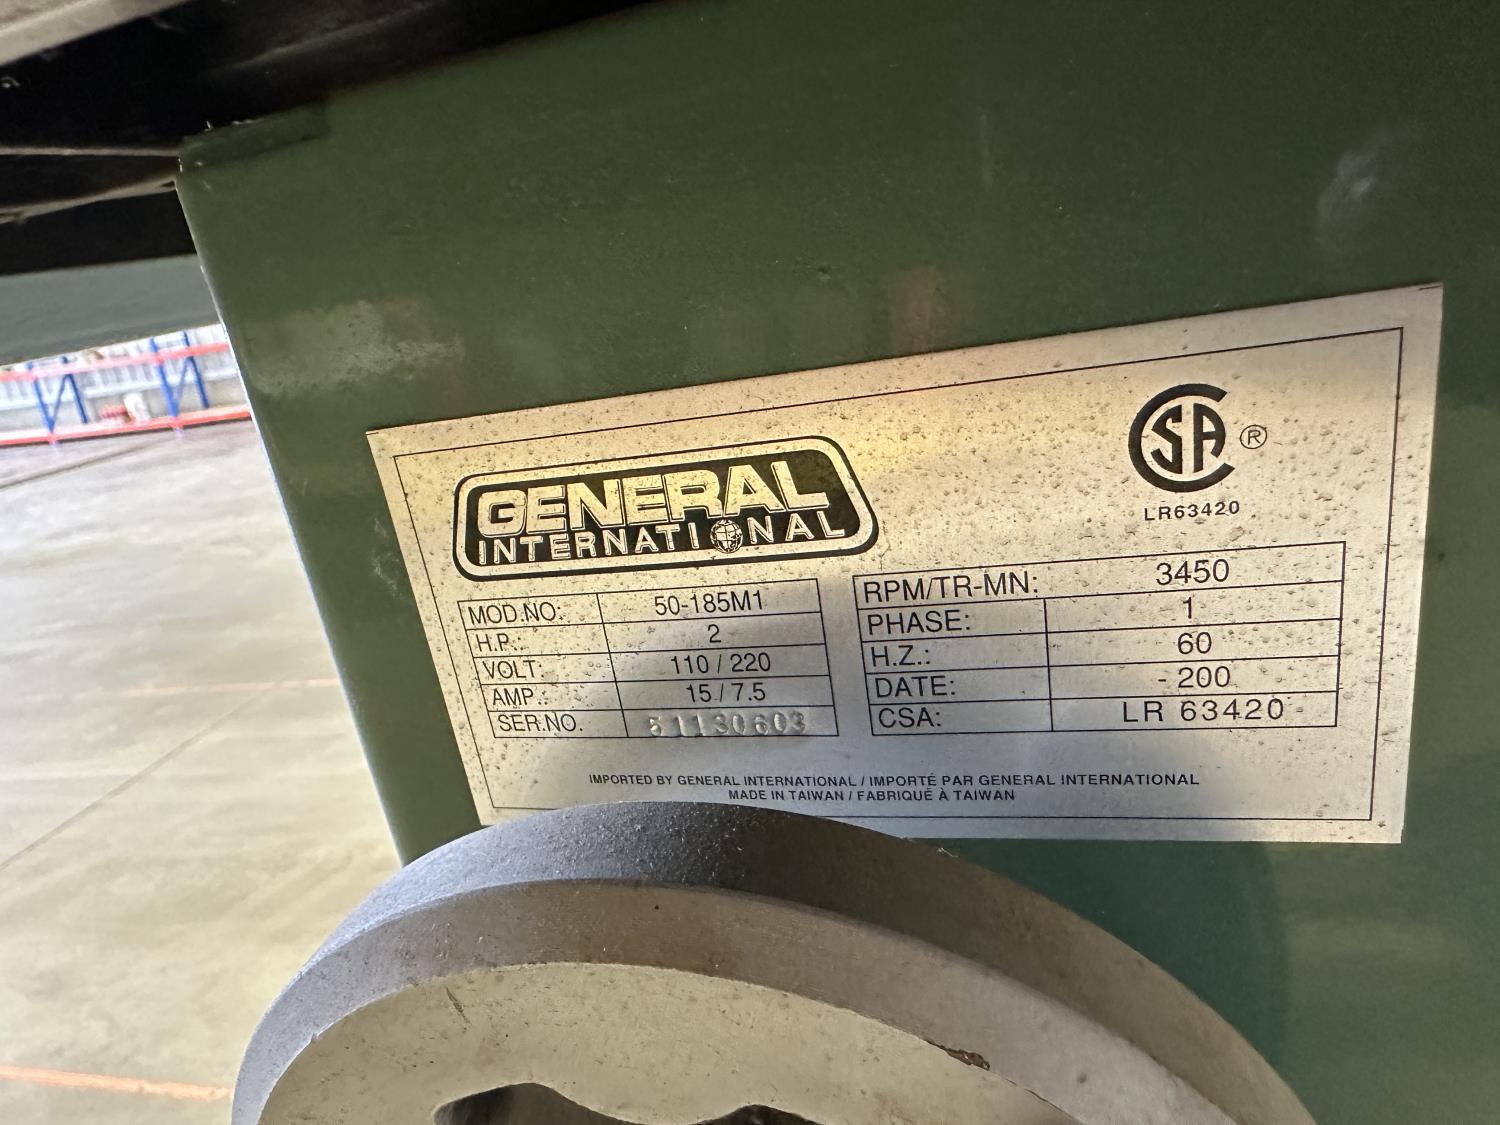 GENERAL
INTERNATIONAL
CSA ®
LR63420
MOD.NO.: 50-185M1
H.P.: 2
VOLT: 110 / 220
AMP.: 15 / 7.5
SER.NO. 51130603
RPM/TR-MN: 3450
PHASE: 1
H.Z.: 60
DATE: - 200
CSA: LR 63420
IMPORTED BY GENERAL INTERNATIONAL / IMPORTÉ PAR GENERAL INTERNATIONAL
MADE IN TAIWAN / FABRIQUÉ À TAIWAN